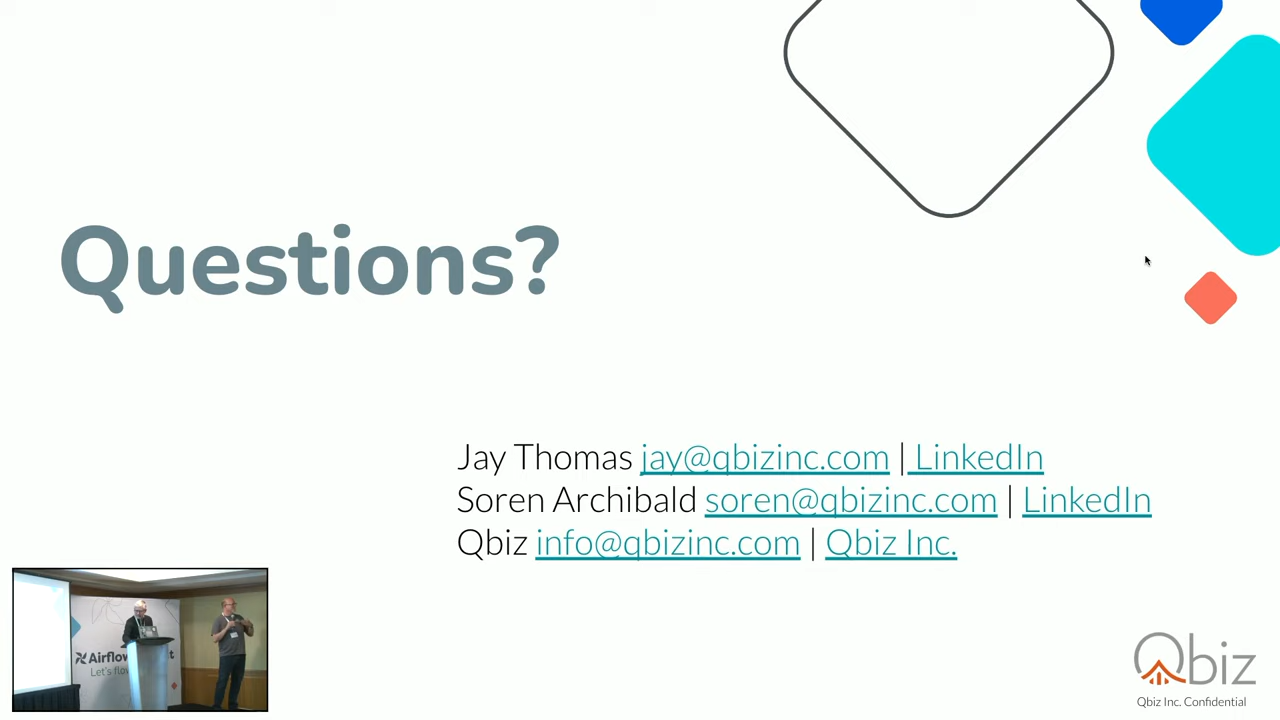 Questions?
Jay Thomas jay@qbizinc.com | LinkedIn
Soren Archibald soren@qbizinc.com | LinkedIn
Qbiz info@qbizinc.com | Qbiz Inc.
Airflow
Let's flow
Qbiz
Qbiz Inc. Confidential